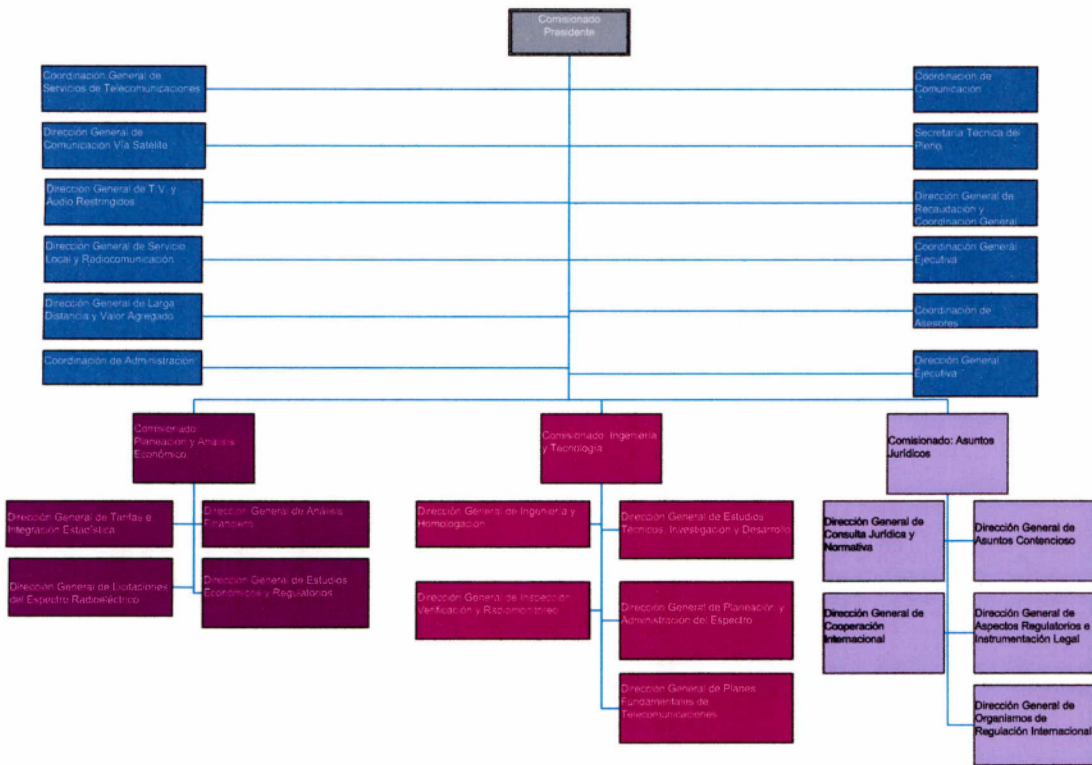 Comisionado
Presidente
Coordinación General de
Servicios de Telecomunicaciones
Coordinación de
Comunicación
Dirección General de
Comunicación Vía Satélite
Secretaría Técnica del
Pleno
Dirección General de T.V. y
Audio Restringidos
Dirección General de
Recaudación y
Coordinación General
Dirección General de Servicio
Local y Radiocomunicación
Coordinación General
Ejecutiva
Dirección General de Larga
Distancia y Valor Agregado
Coordinación de
Asesores
Coordinación de Administración
Dirección General
Ejecutiva
Comisionado
Planeación y Análisis
Económico
Comisionado: Ingeniería
y Tecnología
Comisionado: Asuntos
Jurídicos
Dirección General de Tarifas e
Integración Estadística
Dirección General de Análisis
Financiero
Dirección General de Licitaciones
del Espectro Radioeléctrico
Dirección General de Estudios
Económicos y Regulatorios
Dirección General de Ingeniería y
Homologación
Dirección General de Estudios
Técnicos, Investigación y Desarrollo
Dirección General de Inspección
Verificación y Radiomonitoreo
Dirección General de Planeación y
Administración del Espectro
Dirección General de Planes
Fundamentales de
Telecomunicaciones
Dirección General de
Consulta Jurídica y
Normativa
Dirección General de
Asuntos Contencioso
Dirección General de
Cooperación
Internacional
Dirección General de
Aspectos Regulatorios e
Instrumentación Legal
Dirección General de
Organismos de
Regulación Internacional